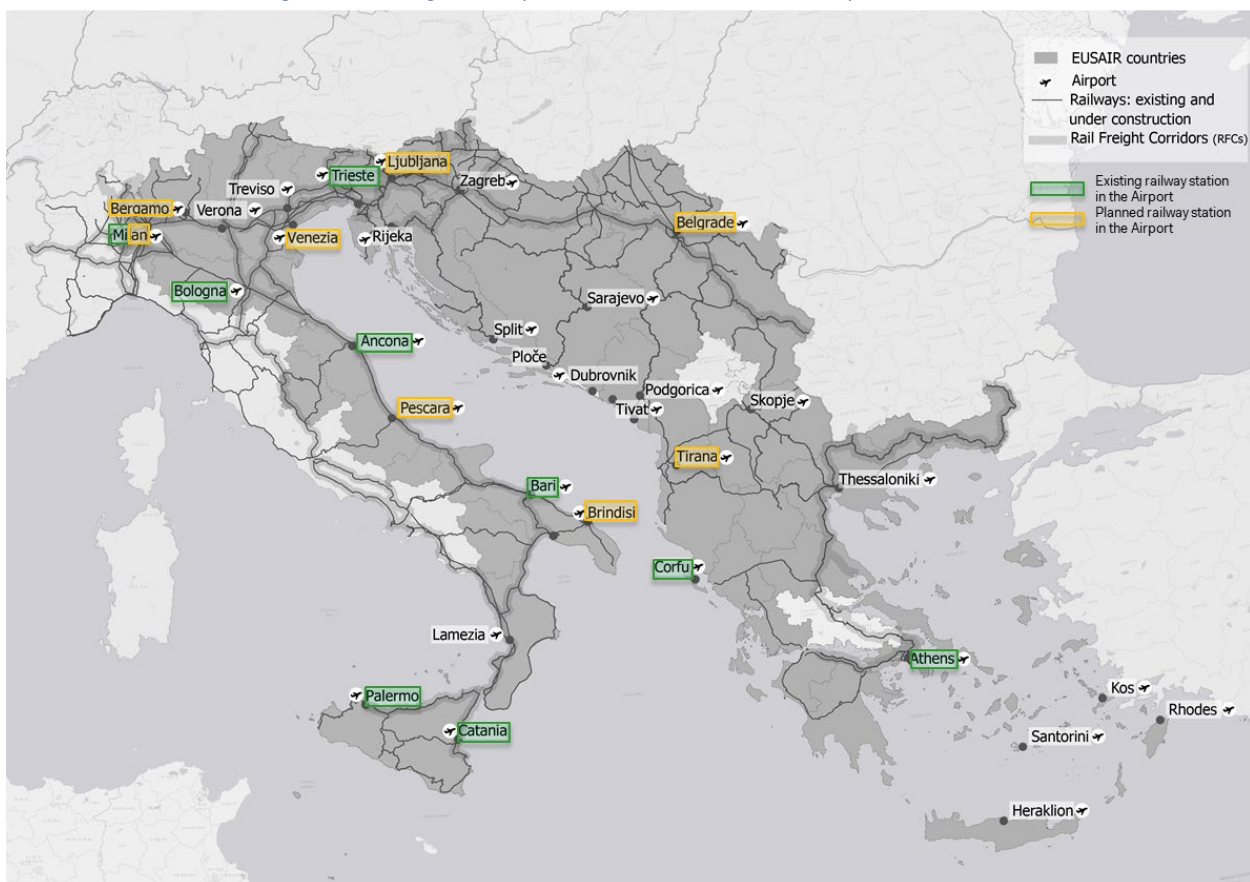 EUSAIR countries
Airport
Railways: existing and
under construction
Rail Freight Corridors (RFCs)
Existing railway station
in the Airport
Planned railway station
in the Airport
Ljubljana
Trieste
Zagreb
Treviso
Bergamo
Verona
Milan
Venezia
Rijeka
Belgrade
Bologna
Sarajevo
Split
Ancona
Ploče
Dubrovnik
Podgorica
Skopje
Tivat
Pescara
Tirana
Thessaloniki
Bari
Brindisi
Corfu
Lamezia
Athens
Palermo
Kos
Rhodes
Catania
Santorini
Heraklion